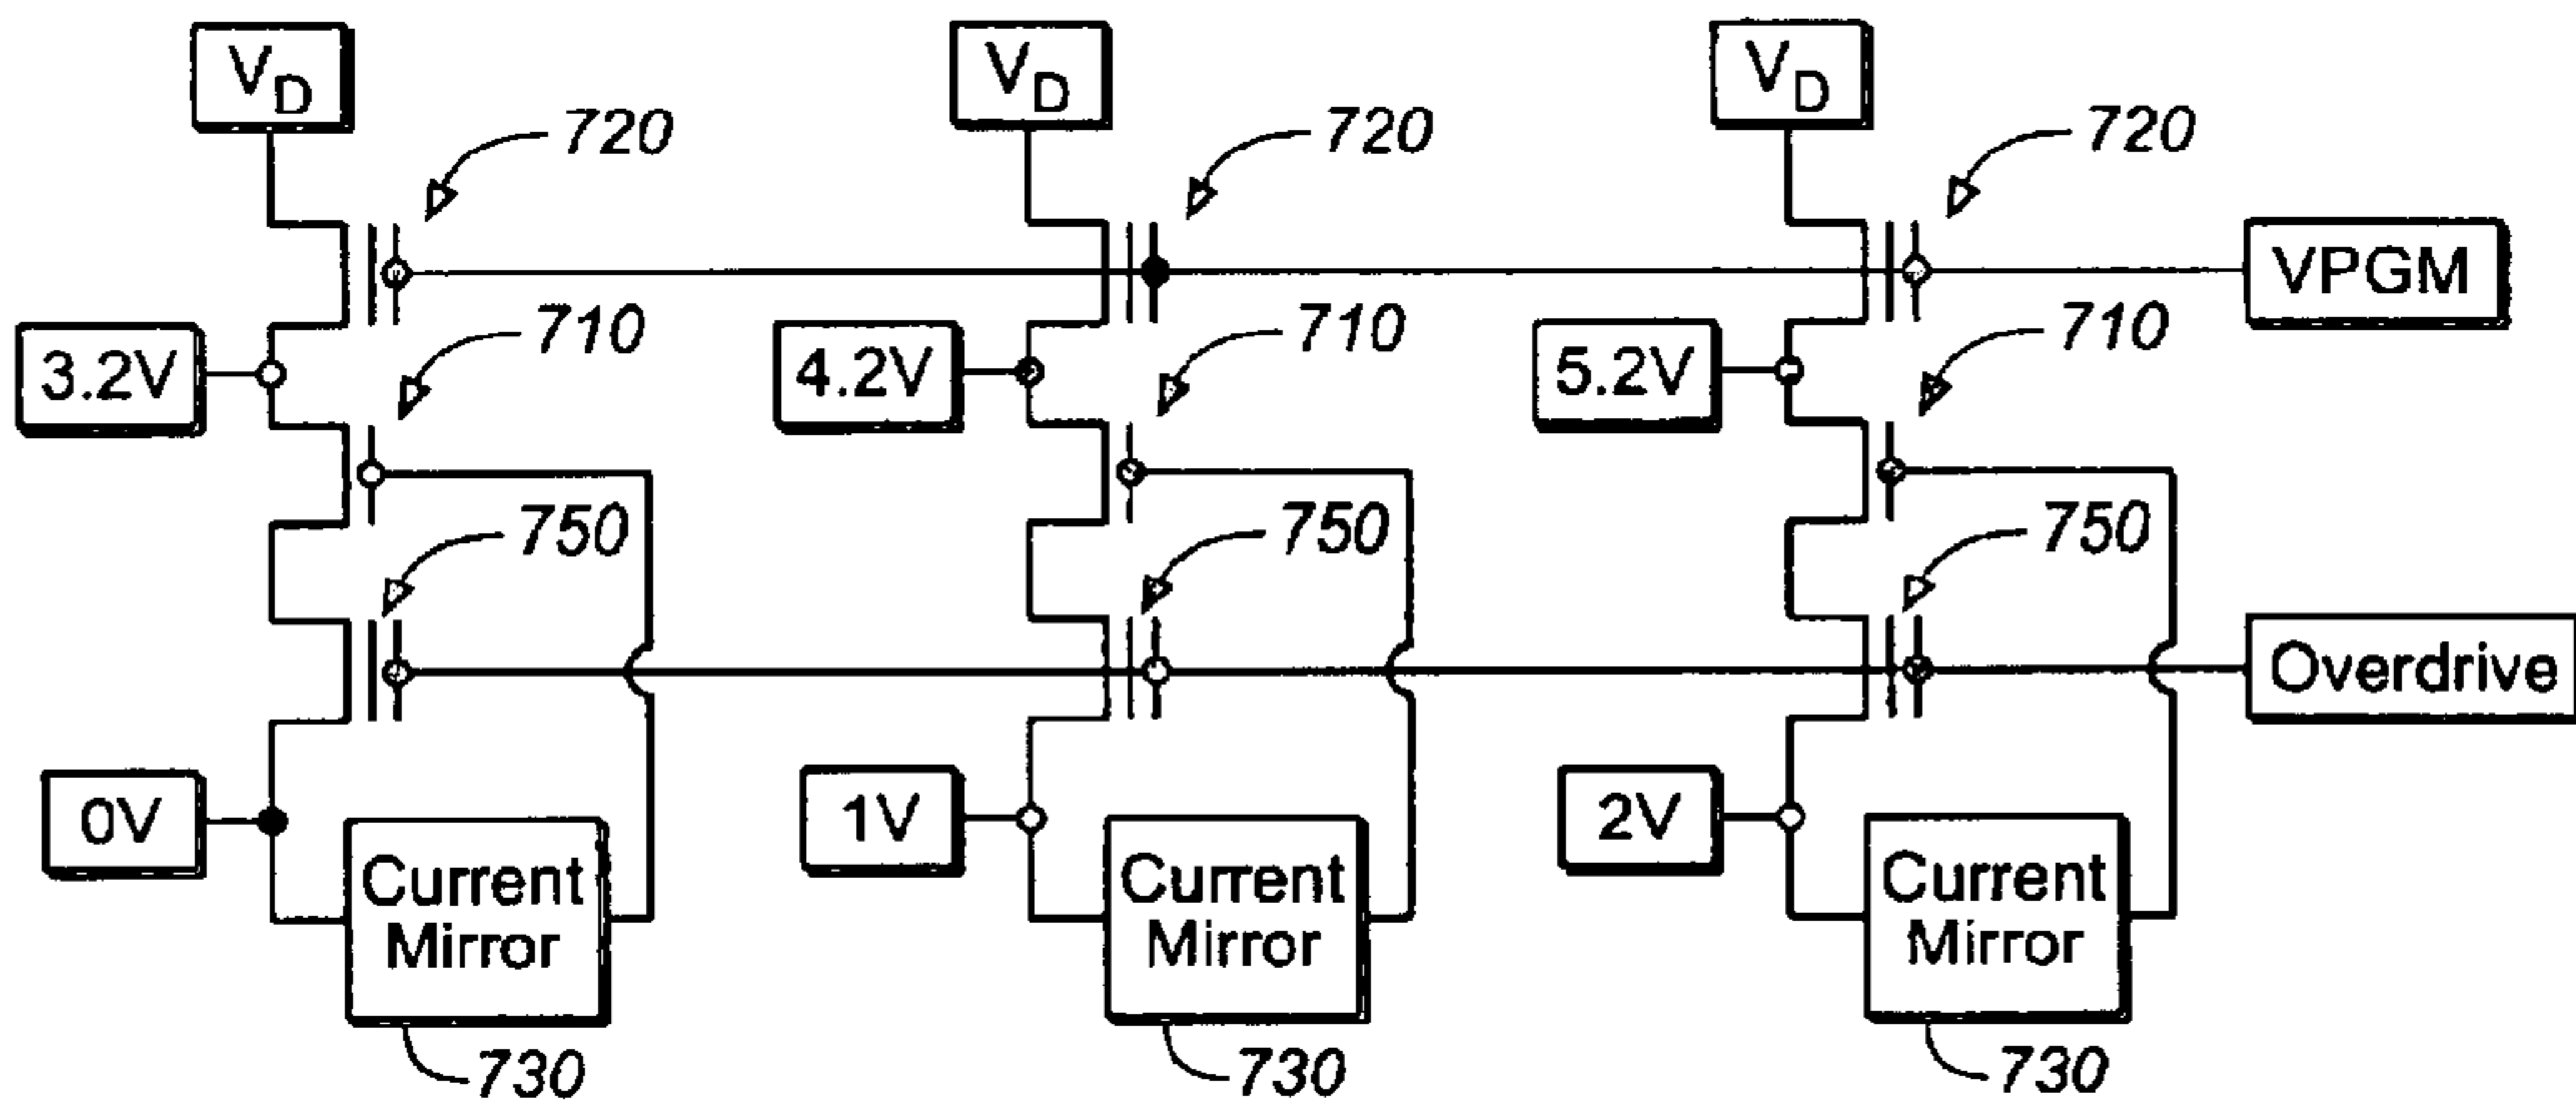 VD
VD
VD
720
720
720
VPGM
710
710
710
3.2V
4.2V
5.2V
750
750
750
Overdrive
0V
1V
2V
Current
Mirror
Current
Mirror
Current
Mirror
730
730
730